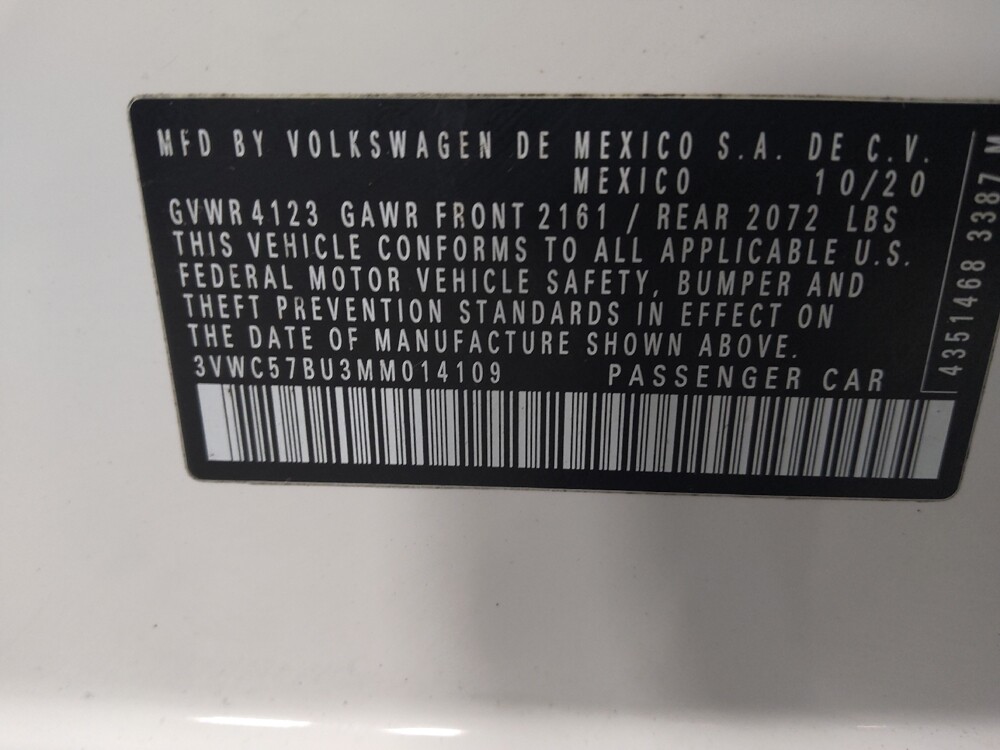 MFD BY VOLKSWAGEN DE MEXICO S.A. DE C.V.
MEXICO 10/20
GVWR 4123 GAWR FRONT 2161 / REAR 2072 LBS
THIS VEHICLE CONFORMS TO ALL APPLICABLE U.S.
FEDERAL MOTOR VEHICLE SAFETY, BUMPER AND
THEFT PREVENTION STANDARDS IN EFFECT ON
THE DATE OF MANUFACTURE SHOWN ABOVE.
3VWC57BU3MM014109 PASSENGER CAR
4351468 3387 M